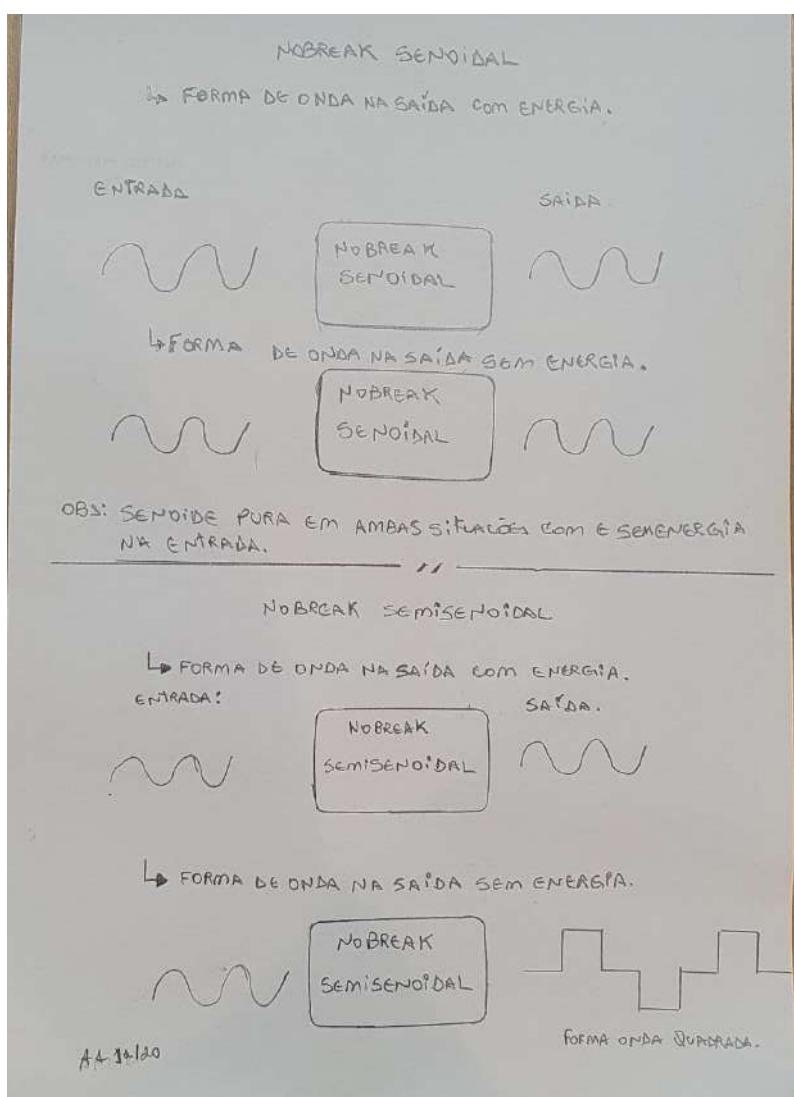 NOBREAK SENOIDAL
↳ FORMA DE ONDA NA SAÍDA COM ENERGIA.
ENTRADA
SAÍDA
NOBREAK
SENOIDAL
↳ FORMA DE ONDA NA SAÍDA SEM ENERGIA.
NOBREAK
SENOIDAL
OBS: SENOIDE PURA EM AMBAS SITUAÇÕES COM E SEM ENERGIA
NA ENTRADA.
NOBREAK SEMISENOIDAL
↳ FORMA DE ONDA NA SAÍDA COM ENERGIA.
ENTRADA:
SAÍDA.
NOBREAK
SEMISENOIDAL
↳ FORMA DE ONDA NA SAÍDA SEM ENERGIA.
NOBREAK
SEMISENOIDAL
FORMA ONDA QUADRADA.